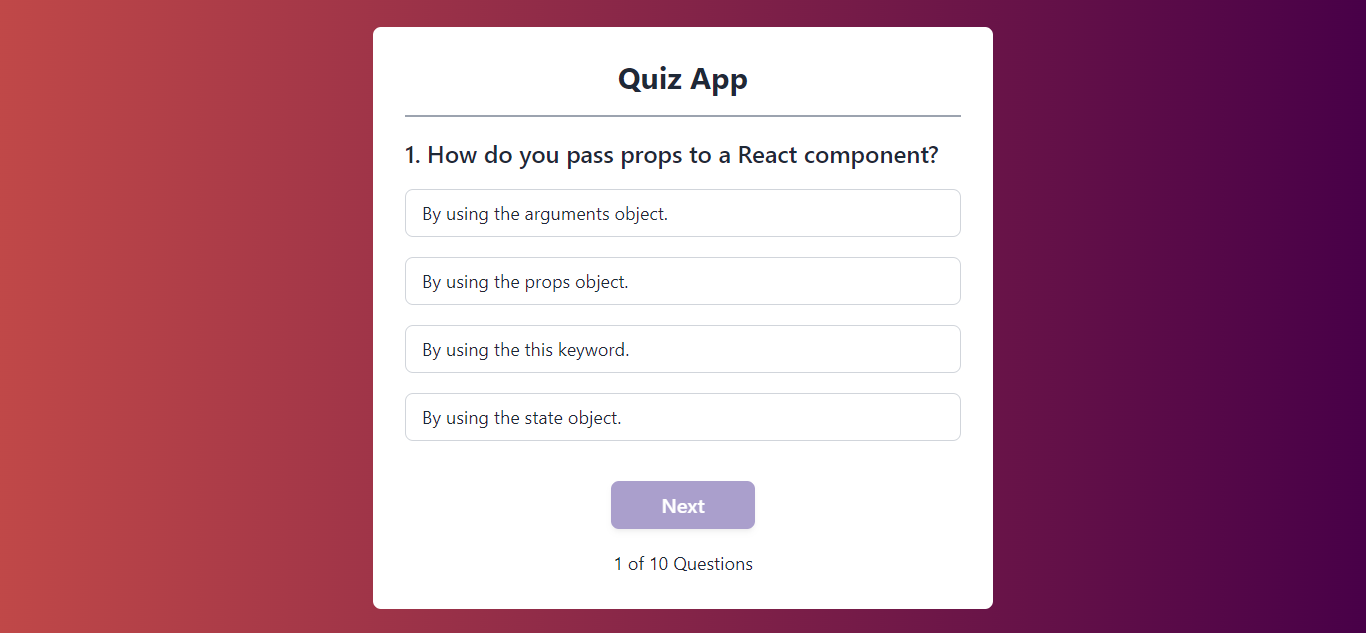 Quiz App
1. How do you pass props to a React component?
By using the arguments object.
By using the props object.
By using the this keyword.
By using the state object.
Next
1 of 10 Questions